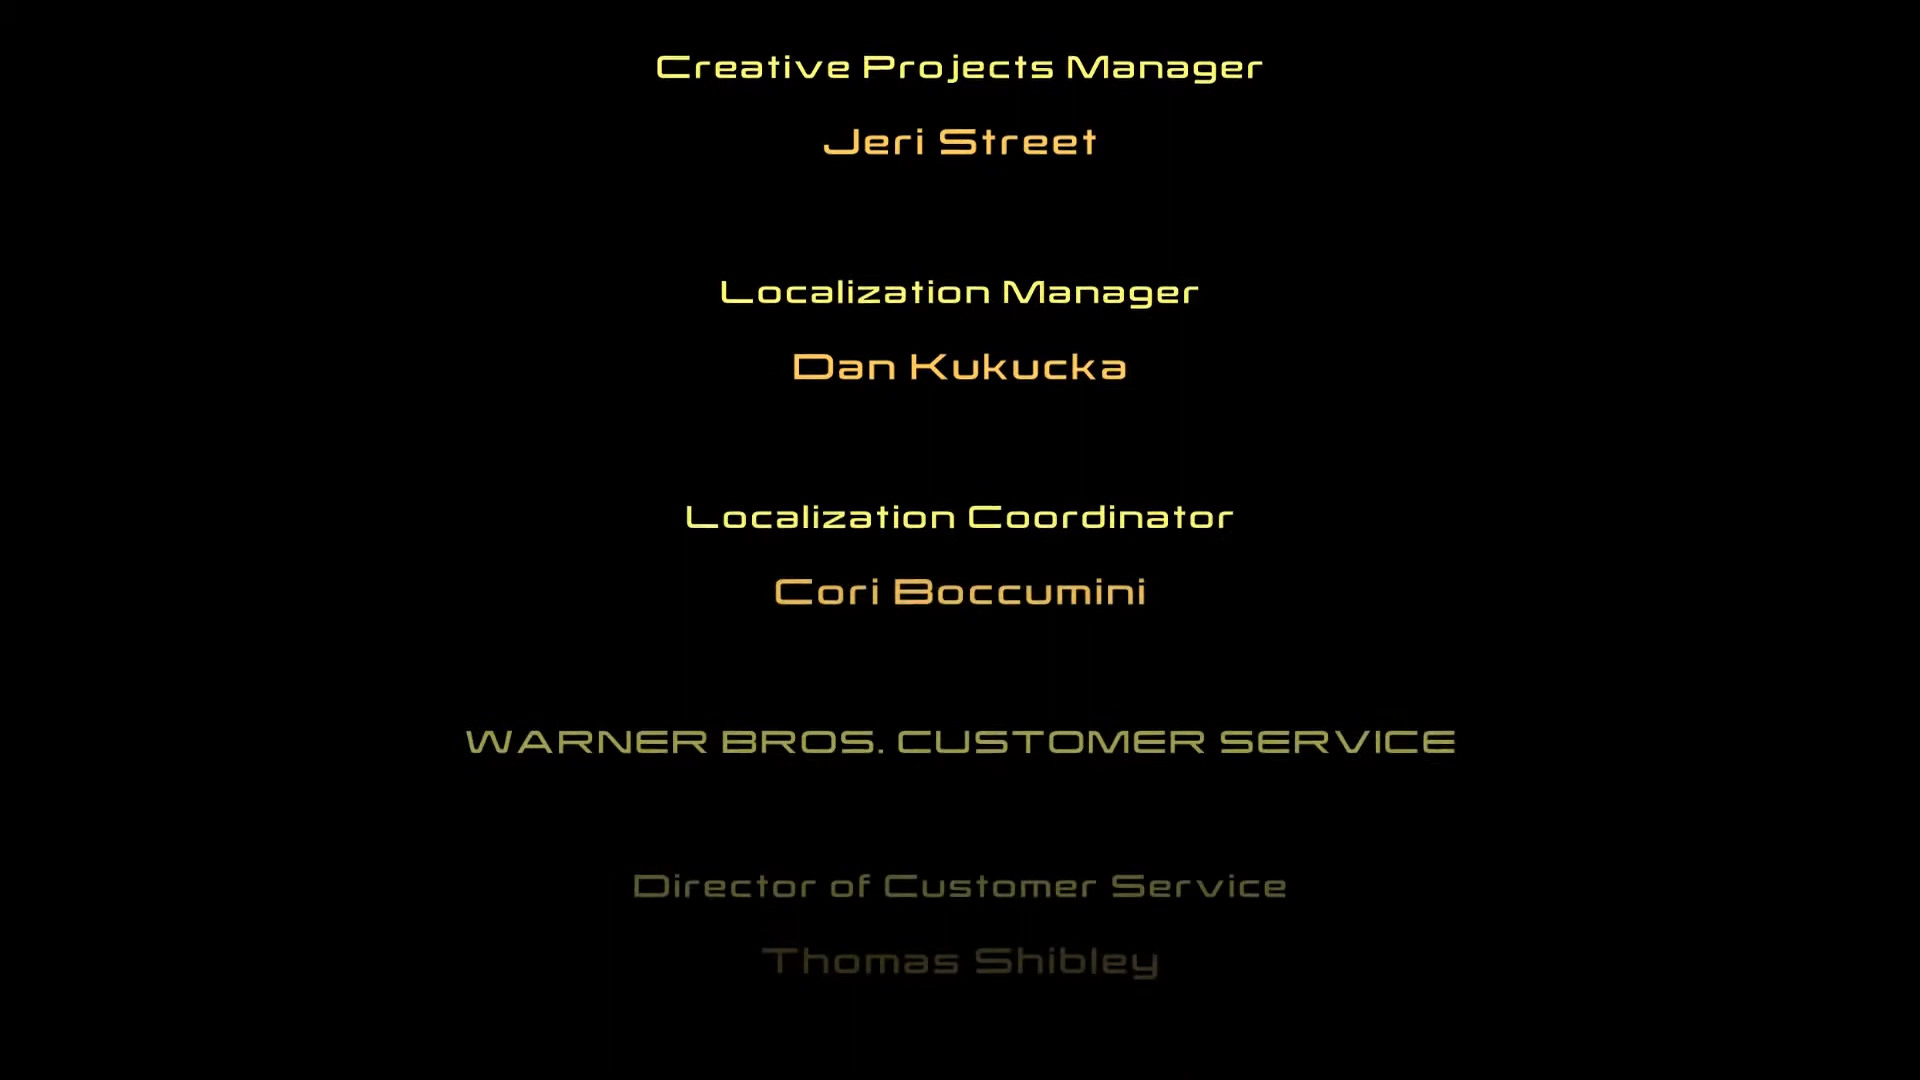 Creative Projects Manager
Jeri Street
Localization Manager
Dan Kukucka
Localization Coordinator
Cori Boccumini
WARNER BROS. CUSTOMER SERVICE
Director of Customer Service
Thomas Shibley